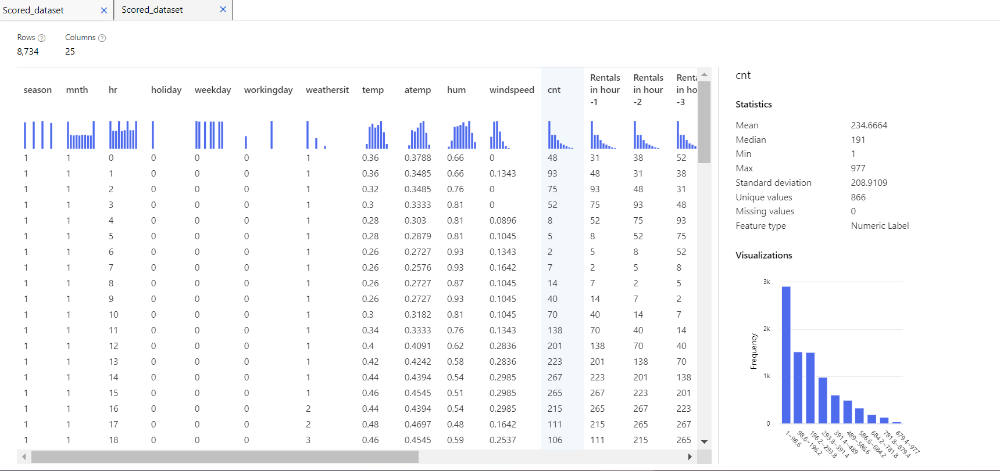 Scored_dataset Scored_dataset
Rows Columns
8,734 25
season mnth hr holiday weekday workingday weathersit temp atemp hum windspeed cnt Rentals in hour -1 Rentals in hour -2 Renta in ho -3
1 1 0 0 0 0 1 0.36 0.3788 0.66 0 48 31 38 52
1 1 1 0 0 0 1 0.36 0.3485 0.66 0.1343 93 48 31 38
1 1 2 0 0 0 1 0.32 0.3485 0.76 0 75 93 48 31
1 1 3 0 0 0 1 0.3 0.3333 0.81 0 52 75 93 48
1 1 4 0 0 0 1 0.28 0.303 0.81 0.0896 8 52 75 93
1 1 5 0 0 0 1 0.28 0.2879 0.81 0.1045 5 8 52 75
1 1 6 0 0 0 1 0.26 0.2727 0.93 0.1343 2 5 8 52
1 1 7 0 0 0 1 0.26 0.2576 0.93 0.1642 7 2 5 8
1 1 8 0 0 0 1 0.26 0.2727 0.87 0.1045 14 7 2 5
1 1 9 0 0 0 1 0.26 0.2727 0.93 0.1045 40 14 7 2
1 1 10 0 0 0 1 0.3 0.3182 0.81 0.1045 70 40 14 7
1 1 11 0 0 0 1 0.34 0.3333 0.76 0.1343 138 70 40 14
1 1 12 0 0 0 1 0.4 0.4091 0.62 0.2836 201 138 70 40
1 1 13 0 0 0 1 0.42 0.4242 0.58 0.2836 223 201 138 70
1 1 14 0 0 0 1 0.44 0.4394 0.54 0.2985 267 223 201 138
1 1 15 0 0 0 1 0.46 0.4545 0.51 0.2985 265 267 223 201
1 1 16 0 0 0 2 0.44 0.4394 0.54 0.2985 215 265 267 223
1 1 17 0 0 0 2 0.48 0.4697 0.48 0.1642 111 215 265 267
1 1 18 0 0 0 3 0.46 0.4545 0.59 0.2537 106 111 215 265
cnt
Statistics
Mean 234.6664
Median 191
Min 1
Max 977
Standard deviation 208.9109
Unique values 866
Missing values 0
Feature type Numeric Label
Visualizations
3k
2k
1k
0
Frequency
1~98.6
98.6~196.2
196.2~293.8
293.8~391.4
391.4~489
489~586.6
586.6~684.2
684.2~781.8
781.8~879.4
879.4~977